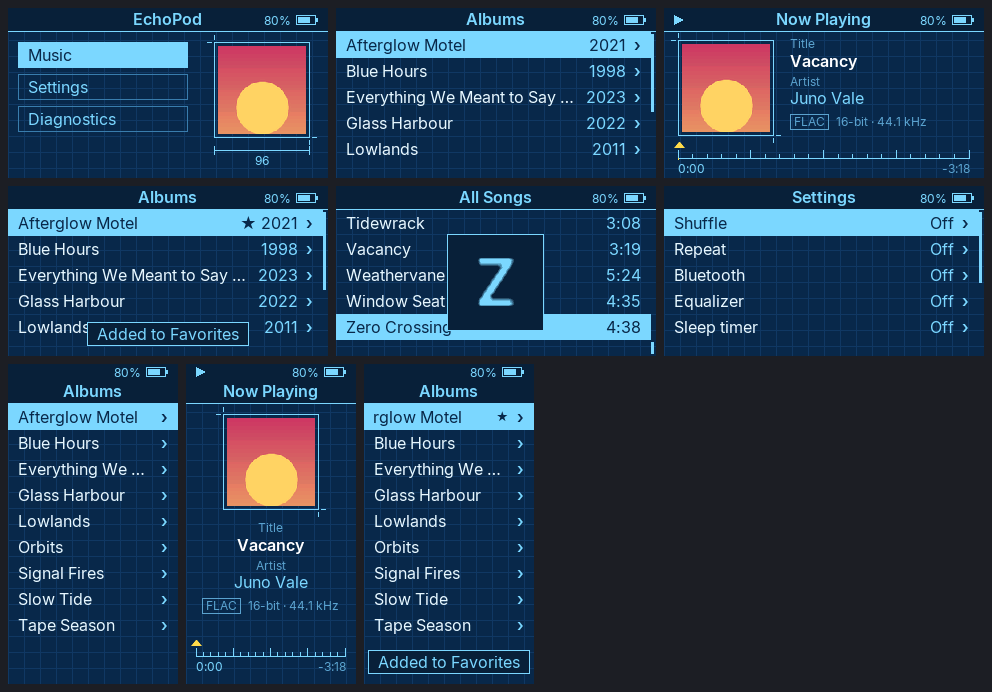 EchoPod 80%
Music
Settings
Diagnostics
96
Albums 80%
Afterglow Motel 2021 ›
Blue Hours 1998 ›
Everything We Meant to Say ... 2023 ›
Glass Harbour 2022 ›
Lowlands 2011 ›
Now Playing 80%
Title
Vacancy
Artist
Juno Vale
FLAC 16-bit · 44.1 kHz
0:00 -3:18
Albums 80%
Afterglow Motel ★ 2021 ›
Blue Hours 1998 ›
Everything We Meant to Say ... 2023 ›
Glass Harbour 2022 ›
Lowlands 2011 ›
Added to Favorites
All Songs 80%
Tidewrack 3:08
Vacancy 3:19
Weathervane 5:24
Window Seat 4:35
Zero Crossing 4:38
Z
Settings 80%
Shuffle Off ›
Repeat Off ›
Bluetooth Off ›
Equalizer Off ›
Sleep timer Off ›
80%
Albums
Afterglow Motel ›
Blue Hours ›
Everything We ... ›
Glass Harbour ›
Lowlands ›
Orbits ›
Signal Fires ›
Slow Tide ›
Tape Season ›
80%
Now Playing
Title
Vacancy
Artist
Juno Vale
FLAC 16-bit · 44.1 kHz
0:00 -3:18
80%
Albums
rglow Motel ★ ›
Blue Hours ›
Everything We ... ›
Glass Harbour ›
Lowlands ›
Orbits ›
Signal Fires ›
Slow Tide ›
Tape Season ›
Added to Favorites